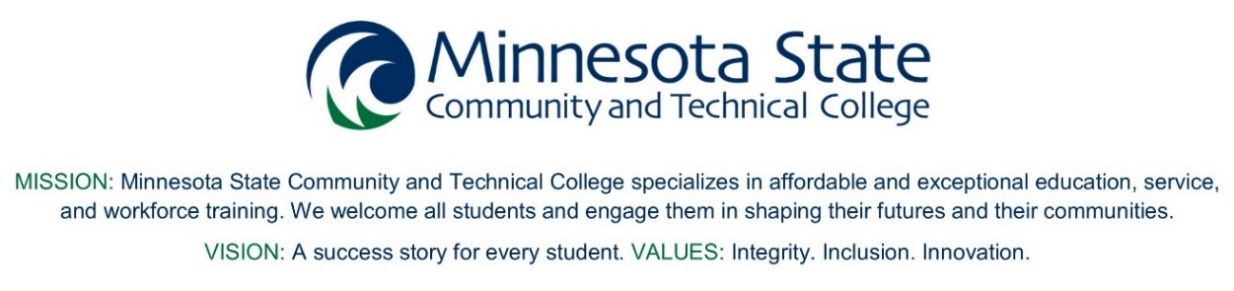 Minnesota State
Community and Technical College
MISSION: Minnesota State Community and Technical College specializes in affordable and exceptional education, service,
and workforce training. We welcome all students and engage them in shaping their futures and their communities.
VISION: A success story for every student. VALUES: Integrity. Inclusion. Innovation.